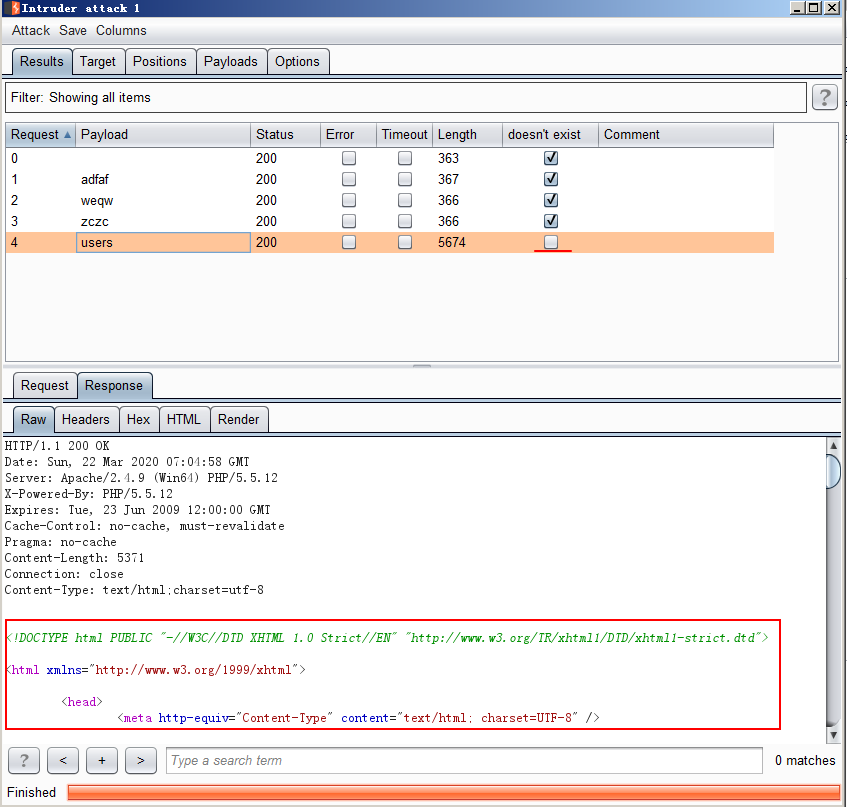 Intruder attack 1
Attack Save Columns
Results Target Positions Payloads Options
Filter: Showing all items ?
Request Payload Status Error Timeout Length doesn't exist Comment
0 200 363
1 adfaf 200 367
2 weqw 200 366
3 zczc 200 366
4 users 200 5674
Request Response
Raw Headers Hex HTML Render
HTTP/1.1 200 OK
Date: Sun, 22 Mar 2020 07:04:58 GMT
Server: Apache/2.4.9 (Win64) PHP/5.5.12
X-Powered-By: PHP/5.5.12
Expires: Tue, 23 Jun 2009 12:00:00 GMT
Cache-Control: no-cache, must-revalidate
Pragma: no-cache
Content-Length: 5371
Connection: close
Content-Type: text/html;charset=utf-8
<!DOCTYPE html PUBLIC "-//W3C//DTD XHTML 1.0 Strict//EN" "http://www.w3.org/TR/xhtml1/DTD/xhtml1-strict.dtd">
<html xmlns="http://www.w3.org/1999/xhtml">
<head>
<meta http-equiv="Content-Type" content="text/html; charset=UTF-8" />
? < + > Type a search term 0 matches
Finished